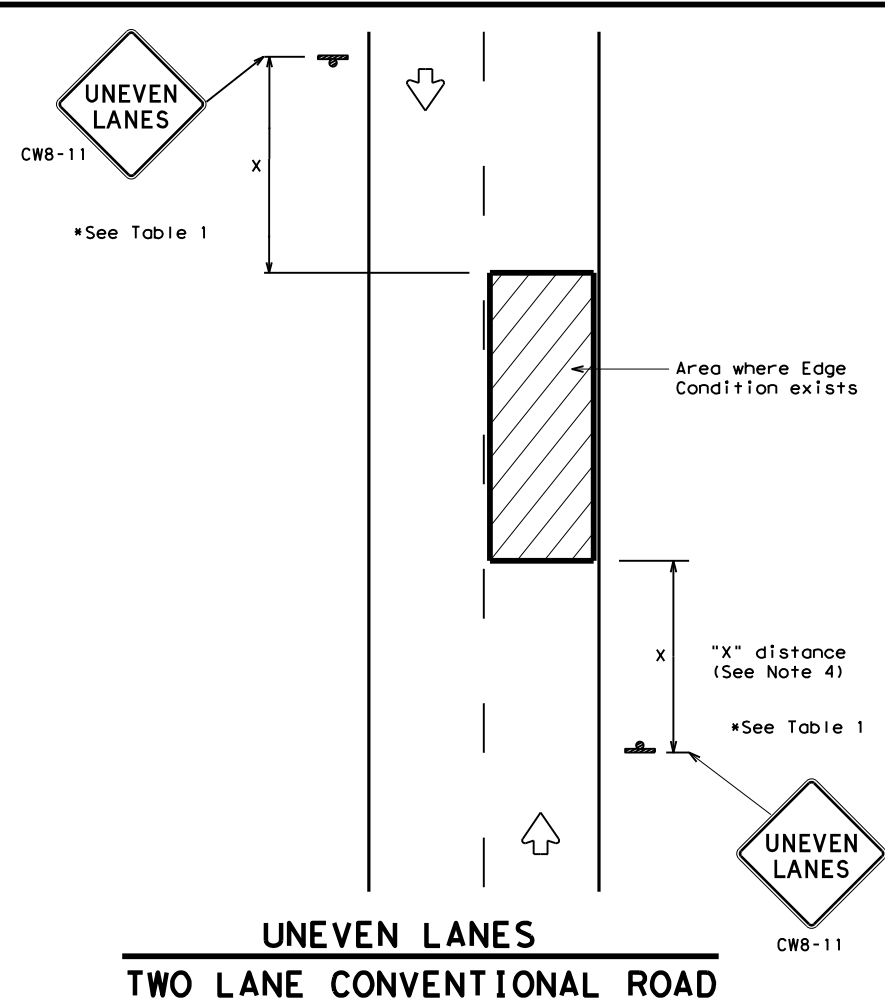 UNEVEN
LANES
CW8-11
X
*See Table 1
Area where Edge
Condition exists
X
"X" distance
(See Note 4)
*See Table 1
UNEVEN
LANES
CW8-11
UNEVEN LANES
TWO LANE CONVENTIONAL ROAD